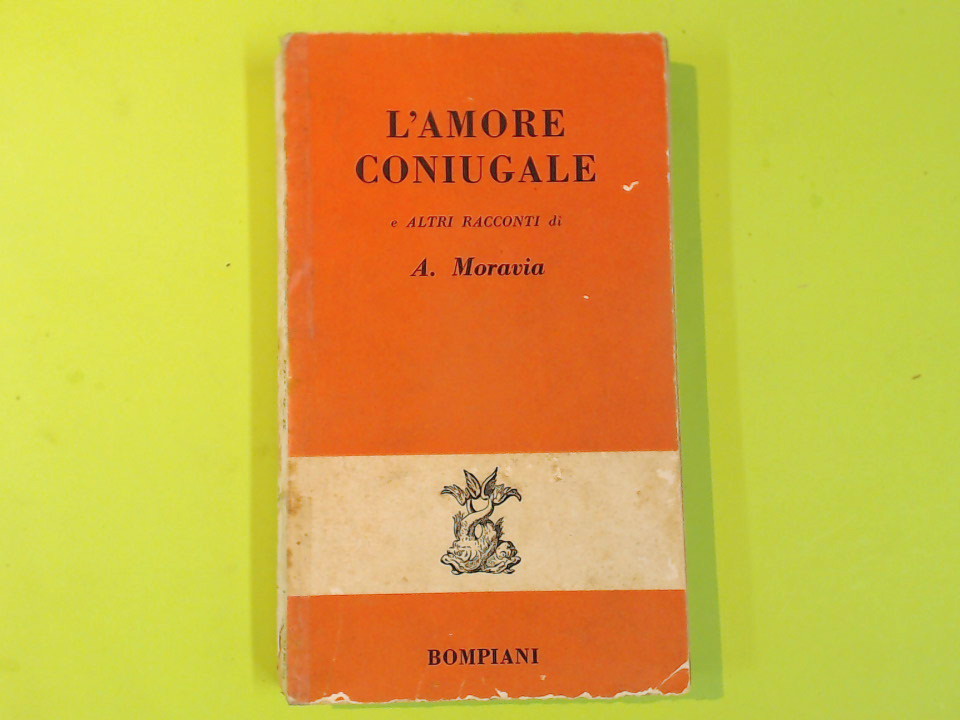 L'AMORE
CONIUGALE
e ALTRI RACCONTI di
A. Moravia
BOMPIANI